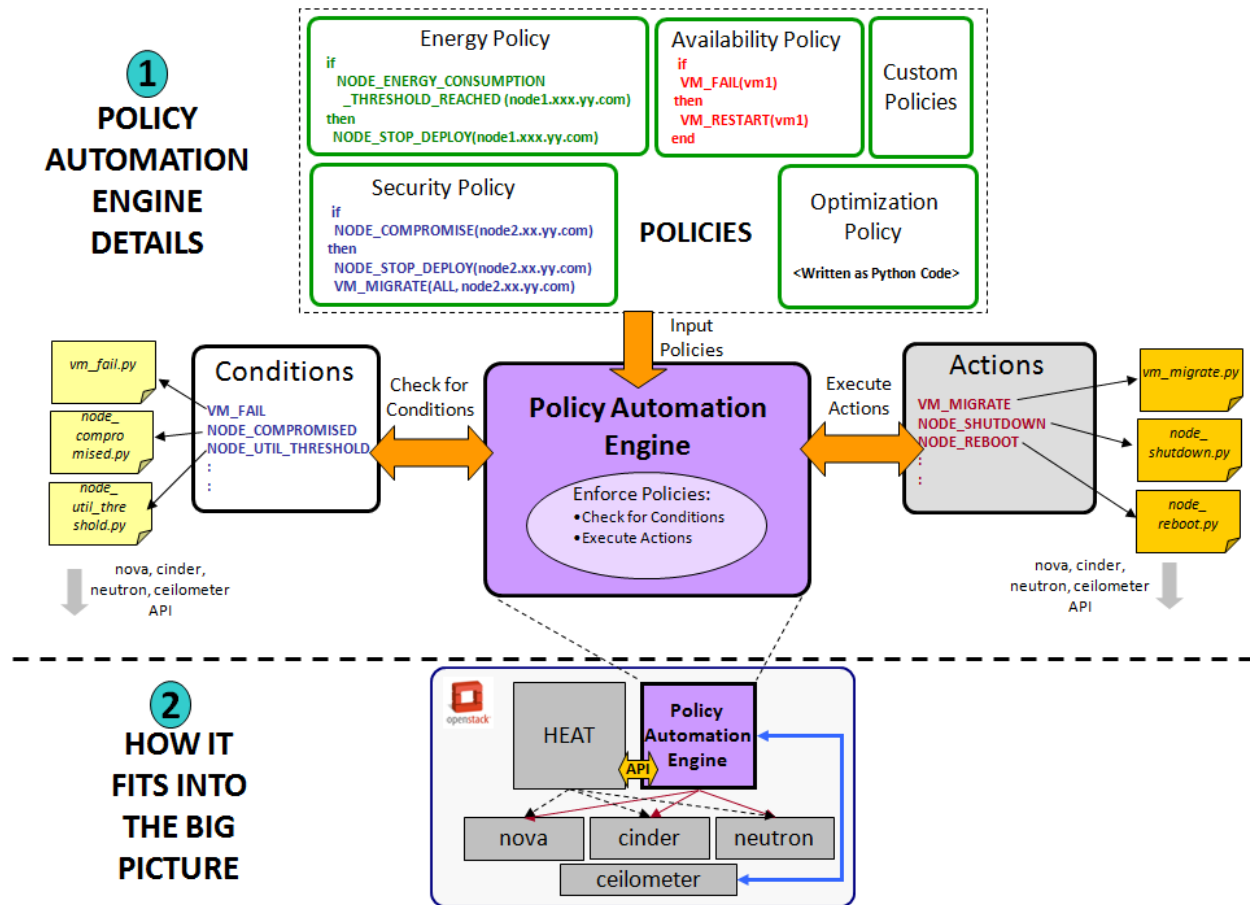 1
POLICY
AUTOMATION
ENGINE
DETAILS
Energy Policy
if
NODE_ENERGY_CONSUMPTION
_THRESHOLD_REACHED (node1.xxx.yy.com)
then
NODE_STOP_DEPLOY(node1.xxx.yy.com)
Availability Policy
if
VM_FAIL(vm1)
then
VM_RESTART(vm1)
end
Custom
Policies
Security Policy
if
NODE_COMPROMISE(node2.xx.yy.com)
then
NODE_STOP_DEPLOY(node2.xx.yy.com)
VM_MIGRATE(ALL, node2.xx.yy.com)
POLICIES
Optimization
Policy
<Written as Python Code>
Input
Policies
vm_fail.py
node_
compro
mised.py
node_
util_thre
shold.py
Conditions
VM_FAIL
NODE_COMPROMISED
NODE_UTIL_THRESHOLD
:
:
Check for
Conditions
Policy Automation
Engine
Enforce Policies:
•Check for Conditions
•Execute Actions
Execute
Actions
Actions
VM_MIGRATE
NODE_SHUTDOWN
NODE_REBOOT
:
:
vm_migrate.py
node_
shutdown.py
node_
reboot.py
nova, cinder,
neutron, ceilometer
API
nova, cinder,
neutron, ceilometer
API
2
HOW IT
FITS INTO
THE BIG
PICTURE
openstack
HEAT
API
Policy
Automation
Engine
nova
cinder
neutron
ceilometer